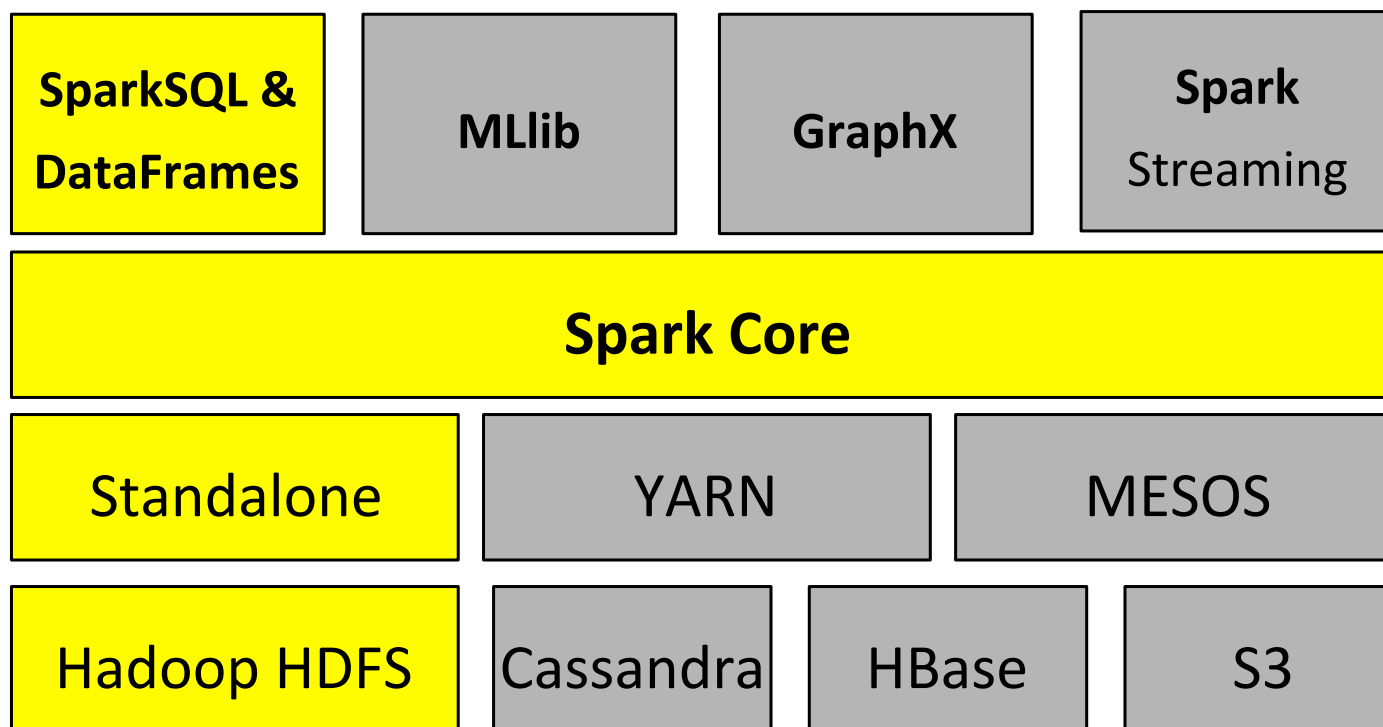 SparkSQL &
DataFrames
MLlib
GraphX
Spark
Streaming
Spark Core
Standalone
YARN
MESOS
Hadoop HDFS
Cassandra
HBase
S3